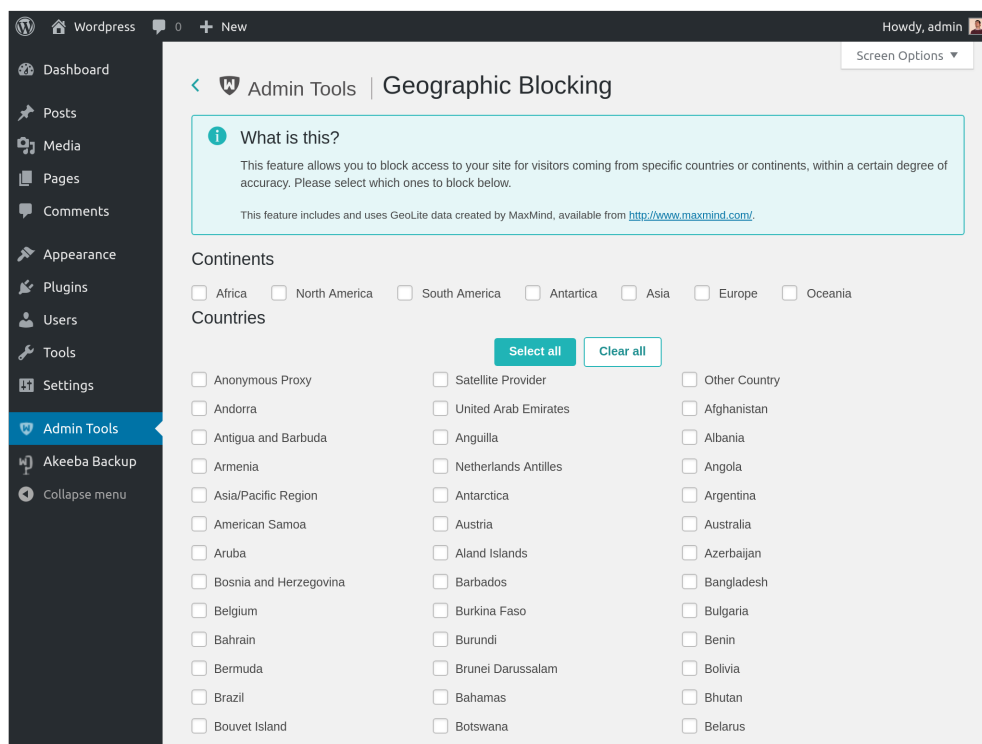 Wordpress 0 New Howdy, admin
Screen Options
Dashboard
Posts
Media
Pages
Comments
Appearance
Plugins
Users
Tools
Settings
Admin Tools
Akeeba Backup
Collapse menu
Admin Tools | Geographic Blocking
What is this?
This feature allows you to block access to your site for visitors coming from specific countries or continents, within a certain degree of
accuracy. Please select which ones to block below.
This feature includes and uses GeoLite data created by MaxMind, available from http://www.maxmind.com/.
Continents
Africa North America South America Antartica Asia Europe Oceania
Countries
Select all Clear all
Anonymous Proxy Satellite Provider Other Country
Andorra United Arab Emirates Afghanistan
Antigua and Barbuda Anguilla Albania
Armenia Netherlands Antilles Angola
Asia/Pacific Region Antarctica Argentina
American Samoa Austria Australia
Aruba Aland Islands Azerbaijan
Bosnia and Herzegovina Barbados Bangladesh
Belgium Burkina Faso Bulgaria
Bahrain Burundi Benin
Bermuda Brunei Darussalam Bolivia
Brazil Bahamas Bhutan
Bouvet Island Botswana Belarus